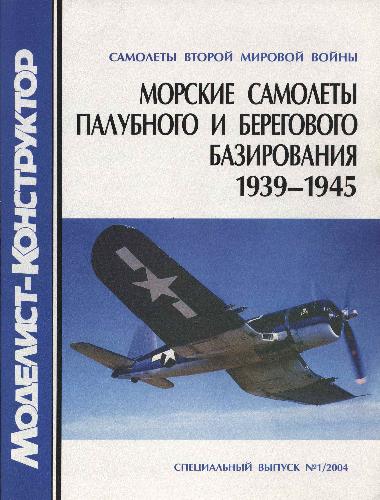 САМОЛЕТЫ ВТОРОЙ МИРОВОЙ ВОЙНЫ
МОРСКИЕ САМОЛЕТЫ
ПАЛУБНОГО И БЕРЕГОВОГО
БАЗИРОВАНИЯ
1939–1945
МОДЕЛИСТ-КОНСТРУКТОР
СПЕЦИАЛЬНЫЙ ВЫПУСК №1/2004